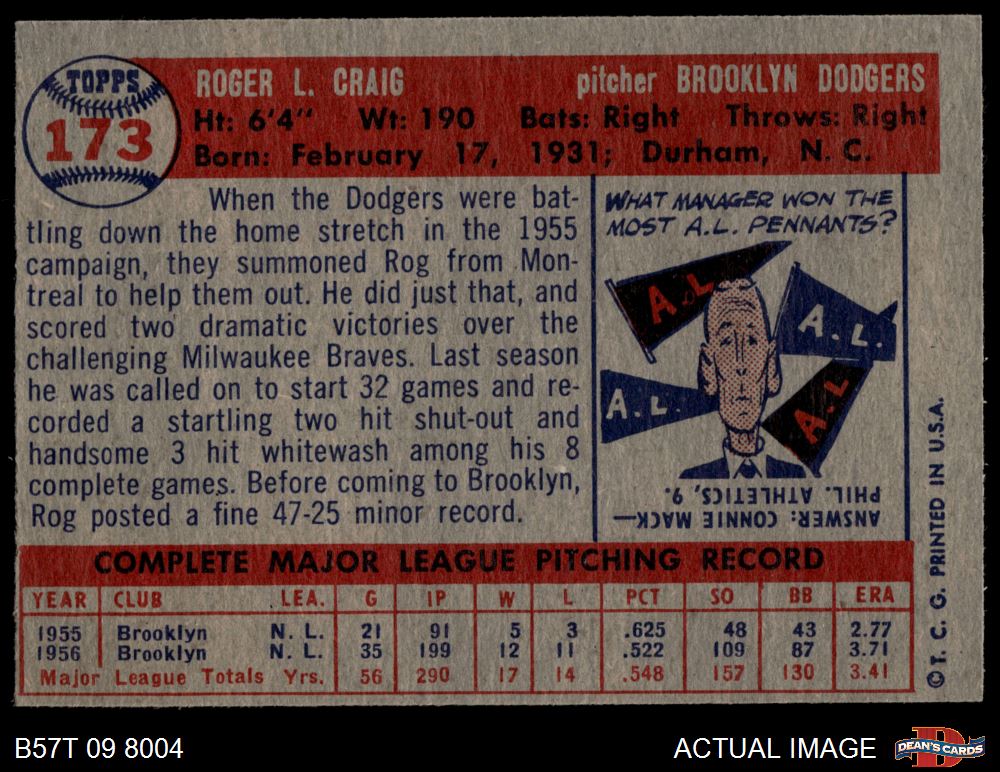 TOPPS
173
ROGER L. CRAIG pitcher BROOKLYN DODGERS
Ht: 6'4" Wt: 190 Bats: Right Throws: Right
Born: February 17, 1931; Durham, N. C.
When the Dodgers were bat-
tling down the home stretch in the 1955
campaign, they summoned Rog from Mon-
treal to help them out. He did just that, and
scored two dramatic victories over the
challenging Milwaukee Braves. Last season
he was called on to start 32 games and re-
corded a startling two hit shut-out and
handsome 3 hit whitewash among his 8
complete games. Before coming to Brooklyn,
Rog posted a fine 47-25 minor record.
WHAT MANAGER WON THE
MOST A.L. PENNANTS?
A.L.
A.L.
A.L.
A.L.
ANSWER: CONNIE MACK—
PHIL. ATHLETICS, 9.
COMPLETE MAJOR LEAGUE PITCHING RECORD
YEAR CLUB LEA. G IP W L PCT SO BB ERA
1955 Brooklyn N. L. 21 91 5 3 .625 48 43 2.77
1956 Brooklyn N. L. 35 199 12 11 .522 109 87 3.71
Major League Totals Yrs. 56 290 17 14 .548 157 130 3.41
©T. C. G. PRINTED IN U.S.A.
B57T 09 8004
ACTUAL IMAGE
DEAN'S CARDS